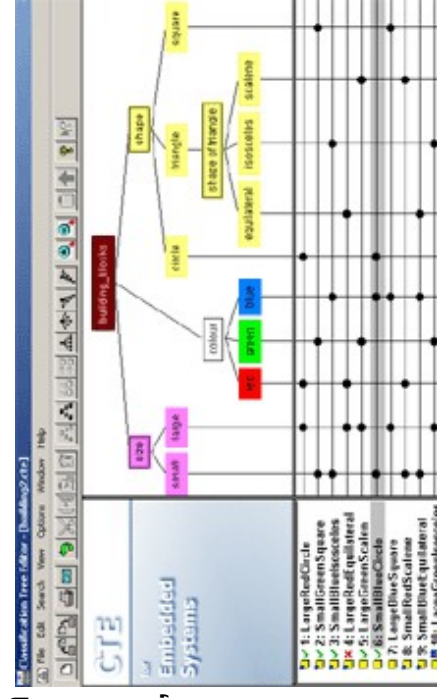 Classification Tree Editor - [building2.cte]
File Edit Search View Options Window Help
CTE
for
Embedded
Systems
building_blocks
size
colour
shape
small
large
red
green
blue
circle
triangle
square
shape of triangle
equilateral
isosceles
scalene
1: LargeRedCircle
2: SmallGreenSquare
3: SmallBlueIsosceles
4: LargeRedEquilateral
5: LargeGreenScalen
6: SmallBlueCircle
7: LargeBlueSquare
8: SmallRedScalene
9: SmallBlueEquilateral